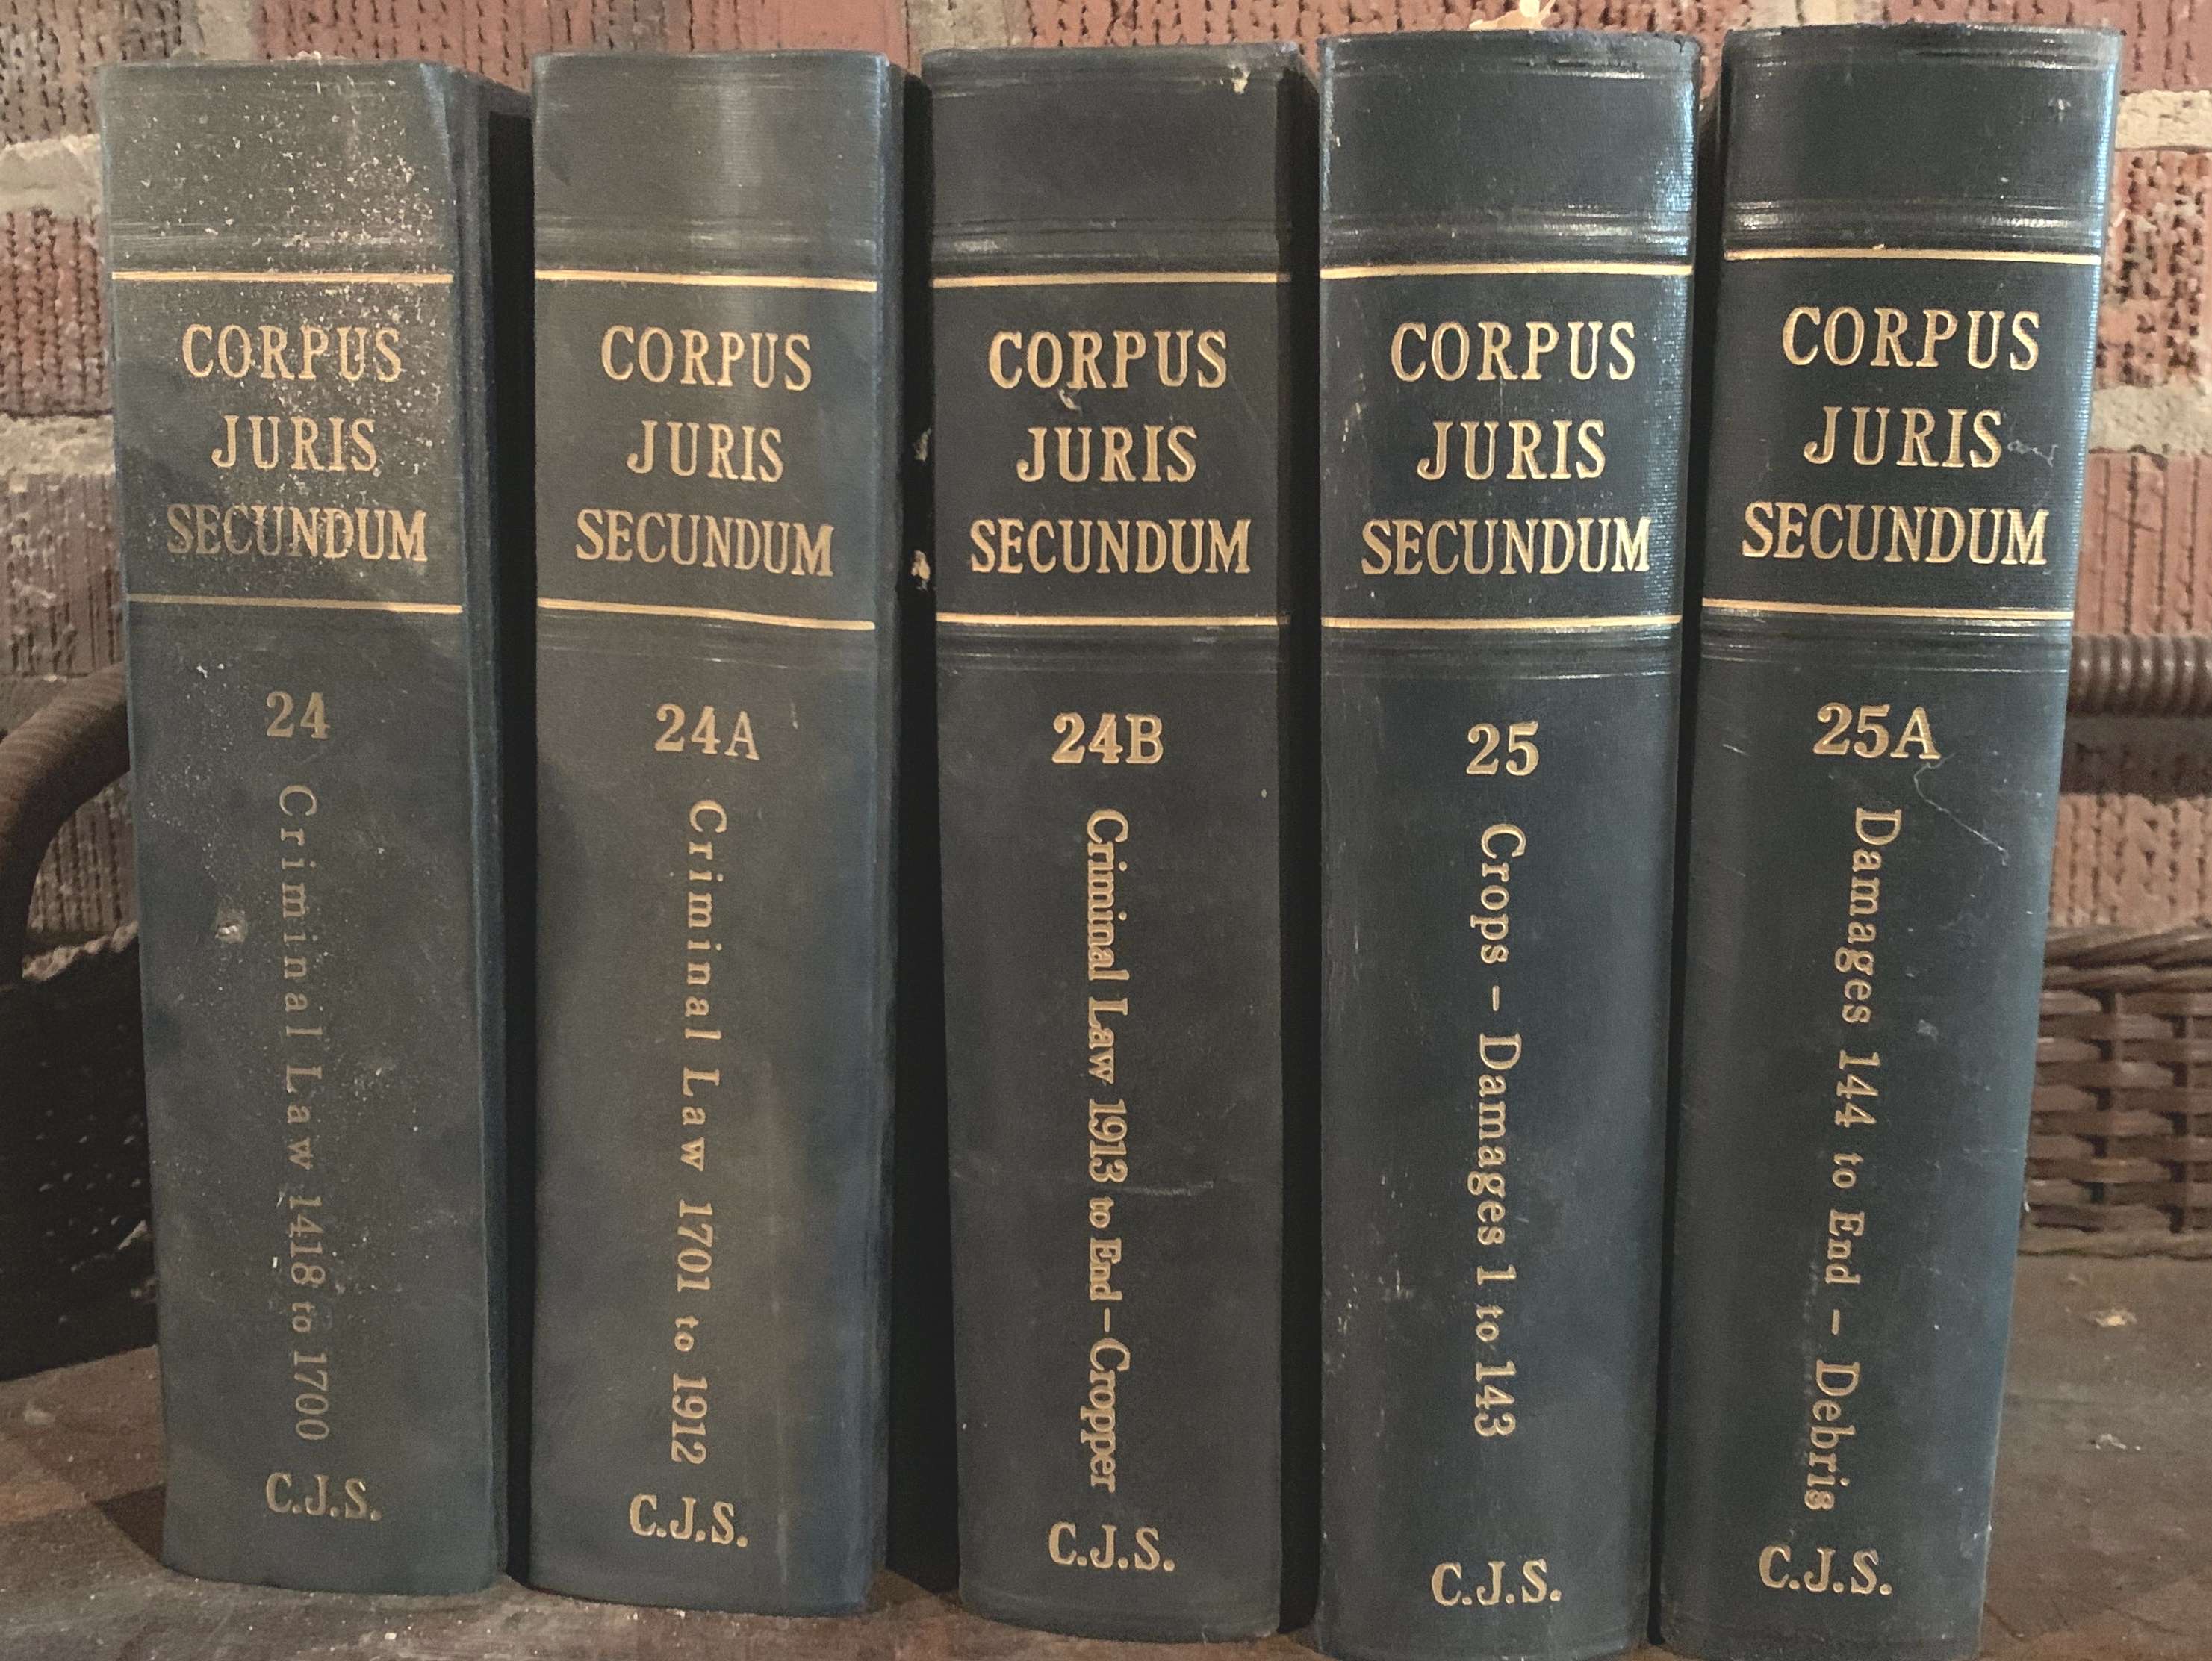 CORPUS
JURIS
SECUNDUM
24
Criminal Law 1418 to 1700
C.J.S.
CORPUS
JURIS
SECUNDUM
24A
Criminal Law 1701 to 1912
C.J.S.
CORPUS
JURIS
SECUNDUM
24B
Criminal Law 1913 to End–Cropper
C.J.S.
CORPUS
JURIS
SECUNDUM
25
Crops – Damages 1 to 143
C.J.S.
CORPUS
JURIS
SECUNDUM
25A
Damages 144 to End – Debris
C.J.S.